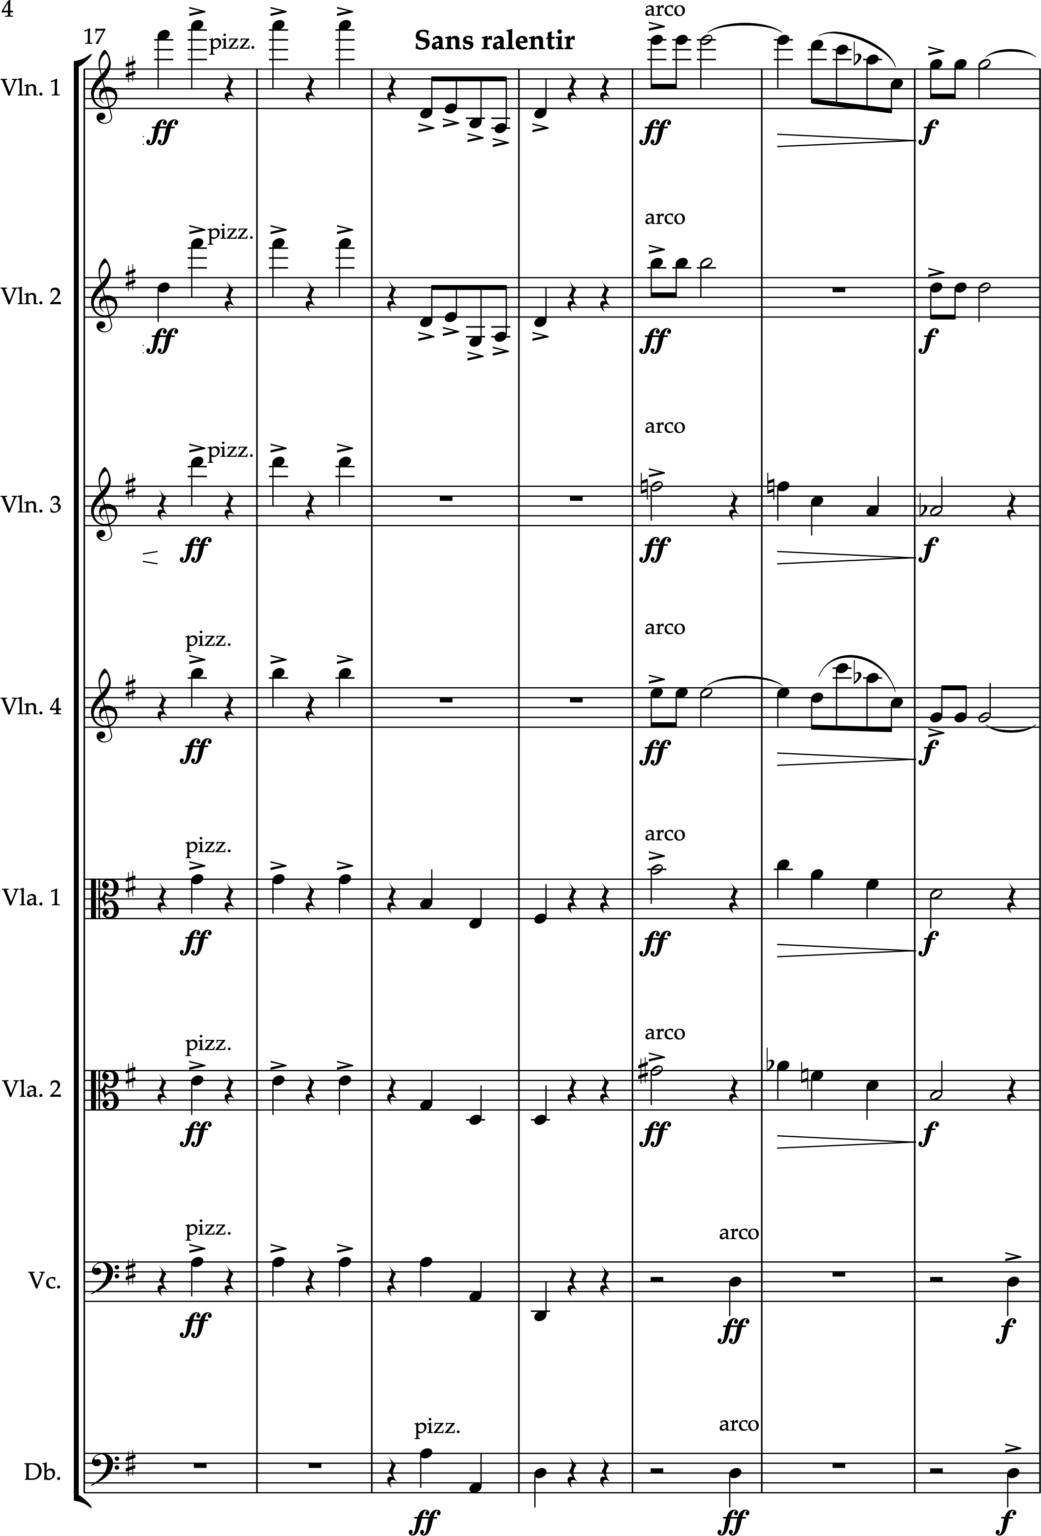 4
17
Sans ralentir
Vln. 1
pizz.
arco
ff
ff
f
Vln. 2
pizz.
arco
ff
ff
f
Vln. 3
pizz.
arco
ff
ff
f
Vln. 4
pizz.
arco
ff
ff
f
Vla. 1
pizz.
arco
ff
ff
f
Vla. 2
pizz.
arco
ff
ff
f
Vc.
pizz.
arco
ff
ff
f
Db.
pizz.
arco
ff
ff
f